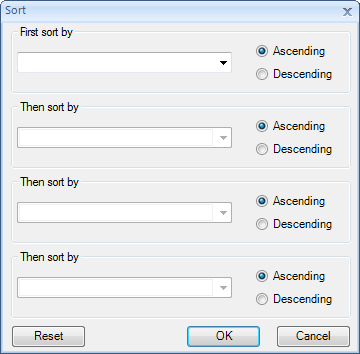 Sort
First sort by
Ascending
Descending
Then sort by
Ascending
Descending
Then sort by
Ascending
Descending
Then sort by
Ascending
Descending
Reset OK Cancel